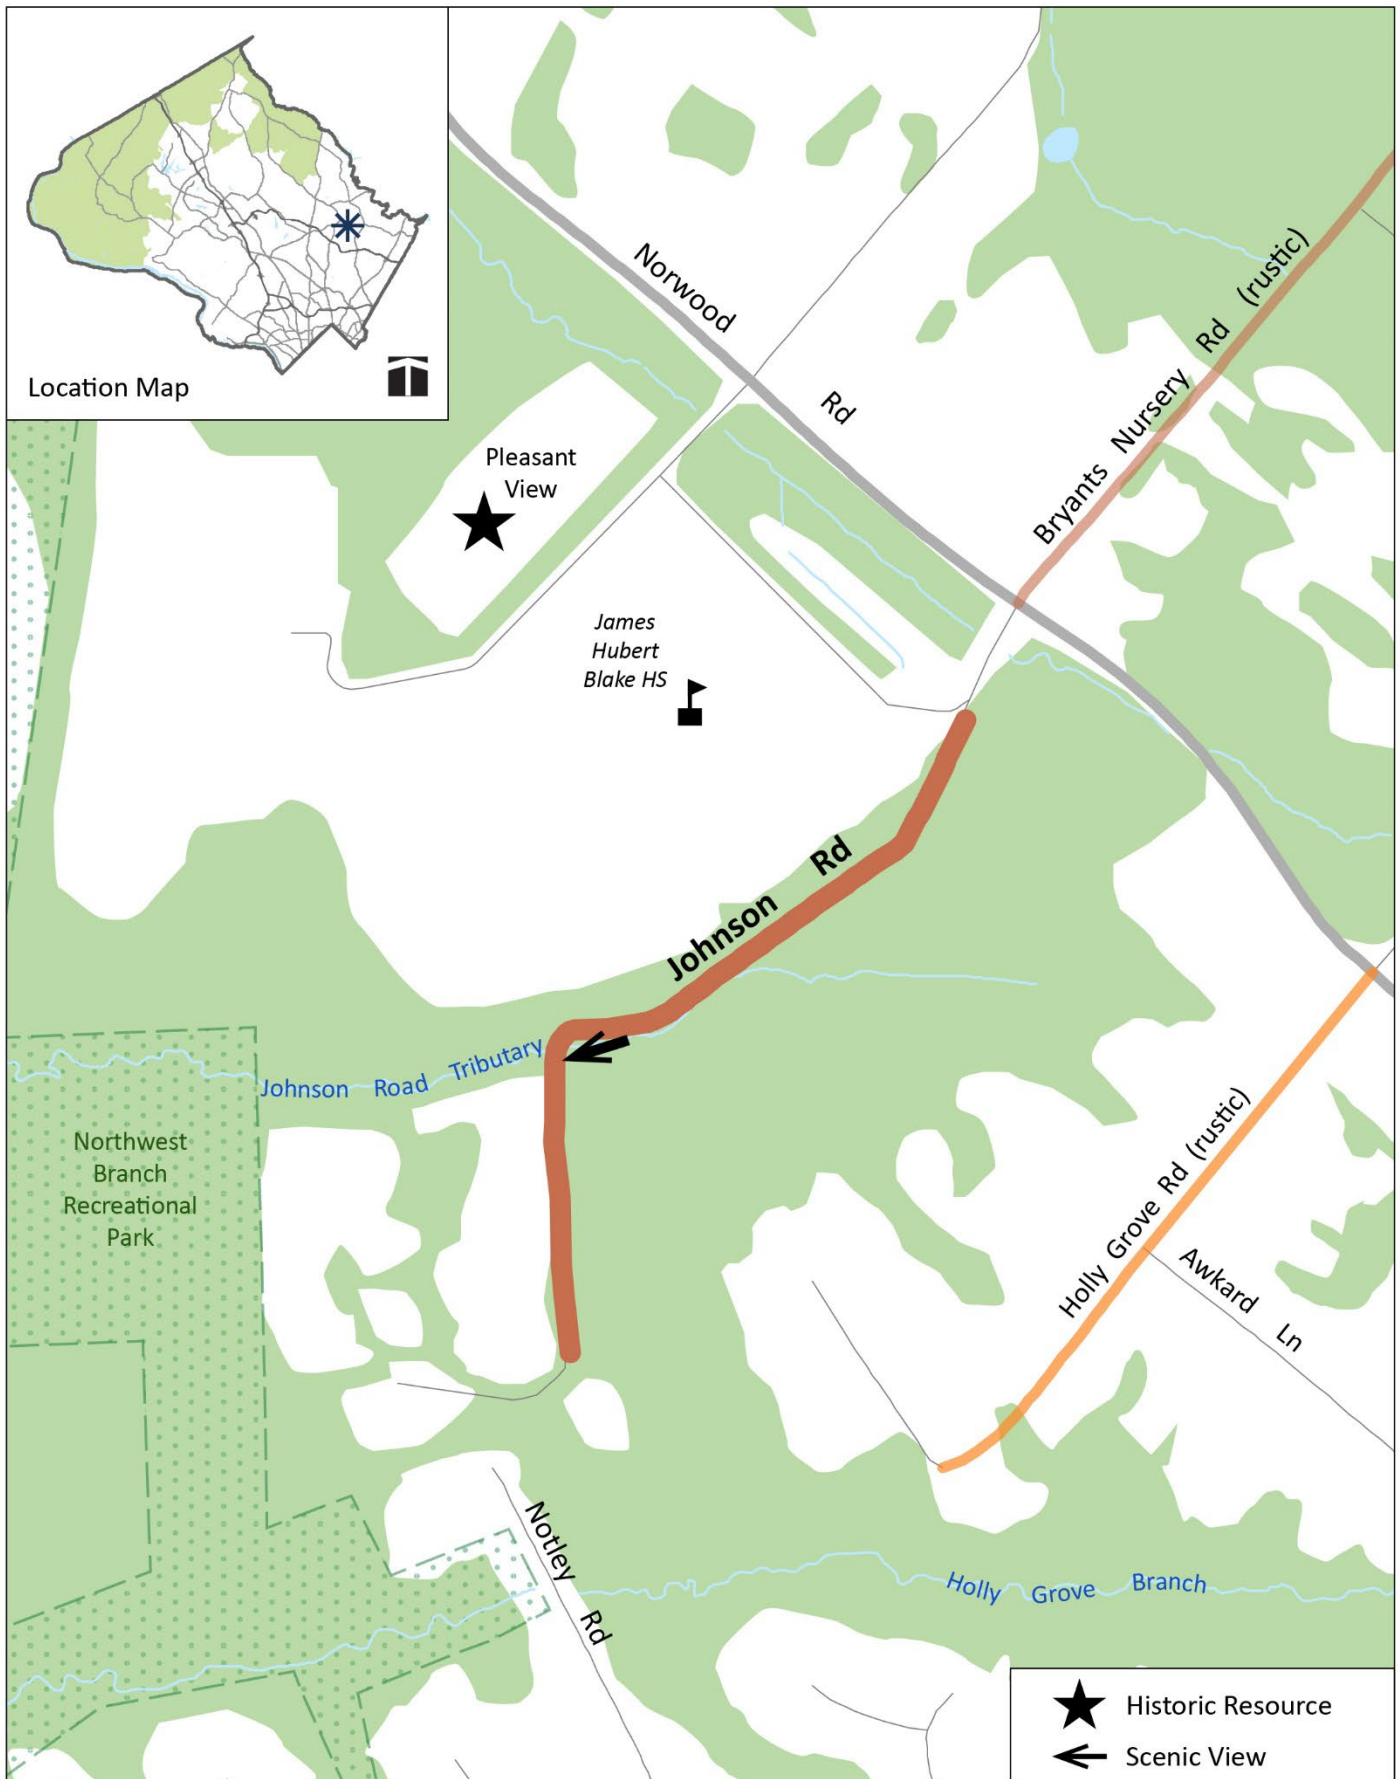 Location Map
Norwood
Rd
Bryants Nursery Rd (rustic)
Pleasant
View
James
Hubert
Blake HS
Johnson Rd
Johnson Road Tributary
Northwest
Branch
Recreational
Park
Holly Grove Rd (rustic)
Awkard
Ln
Notley
Rd
Holly Grove Branch
Historic Resource
Scenic View